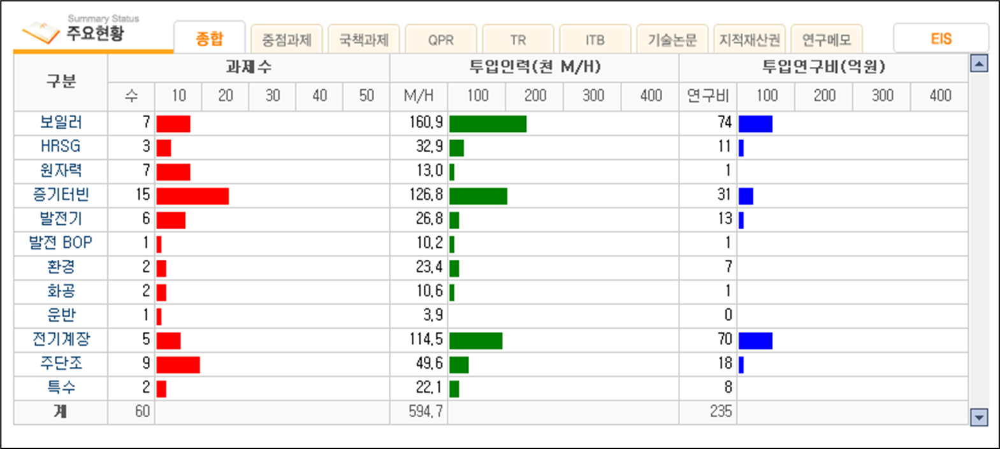 Summary Status
주요현황
종합 중점과제 국책과제 QPR TR ITB 기술논문 지적재산권 연구메모 EIS
구분 과제수 투입인력(천 M/H) 투입연구비(억원)
수 10 20 30 40 50 M/H 100 200 300 400 연구비 100 200 300 400
보일러 7 160,9 74
HRSG 3 32,9 11
원자력 7 13,0 1
증기터빈 15 126,8 31
발전기 6 26,8 13
발전 BOP 1 10,2 1
환경 2 23,4 7
화공 2 10,6 1
운반 1 3,9 0
전기계장 5 114,5 70
주단조 9 49,6 18
특수 2 22,1 8
계 60 594,7 235